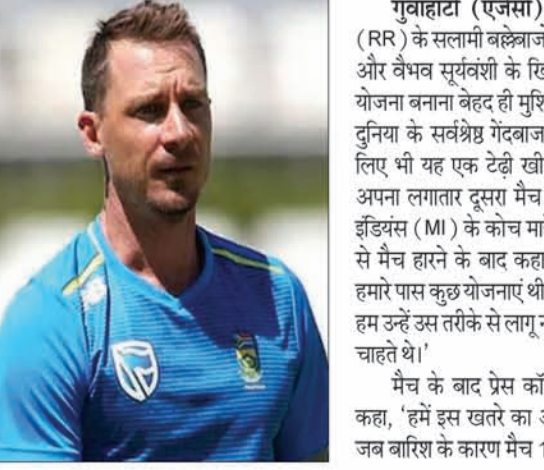 गुवाहाटी (एजेंसी)
(RR) के सलामी बल्लेबाज
और वैभव सूर्यवंशी के खि
योजना बनाना बेहद ही मुशि
दुनिया के सर्वश्रेष्ठ गेंदबाज
लिए भी यह एक टेढ़ी खी
अपना लगातार दूसरा मैच
इंडियंस (MI) के कोच मा
से मैच हारने के बाद कहा
हमारे पास कुछ योजनाएं थी
हम उन्हें उस तरीके से लागू न
चाहते थे।'
मैच के बाद प्रेस कॉ
कहा, 'हमें इस खतरे का अ
जब बारिश के कारण मैच 1